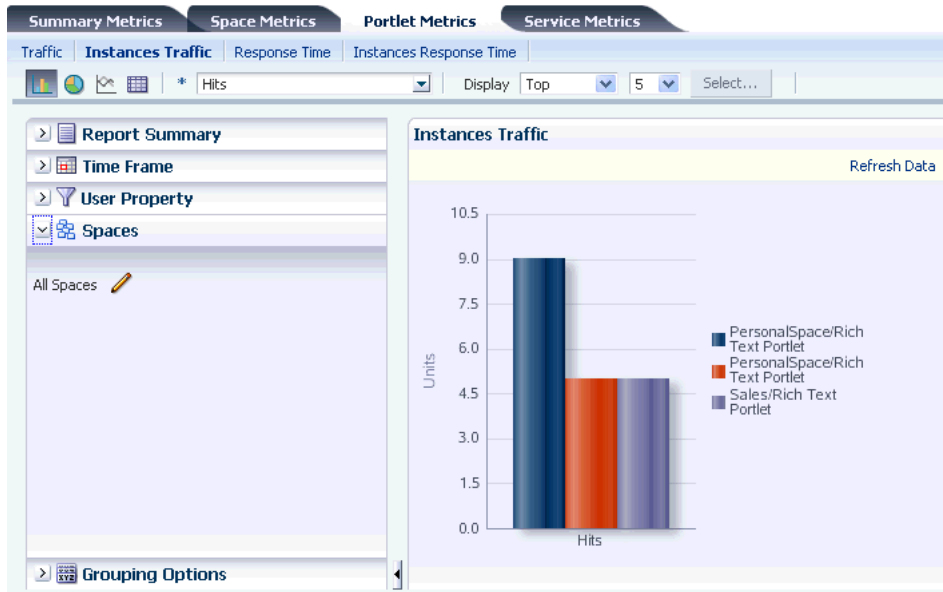 Summary Metrics Space Metrics Portlet Metrics Service Metrics
Traffic Instances Traffic Response Time Instances Response Time
* Hits Display Top 5 Select...
Report Summary
Time Frame
User Property
Spaces
All Spaces
Grouping Options
Instances Traffic
Refresh Data
10.5
9.0
7.5
6.0
4.5
3.0
1.5
0.0
Units
Hits
PersonalSpace/Rich
Text Portlet
PersonalSpace/Rich
Text Portlet
Sales/Rich Text
Portlet